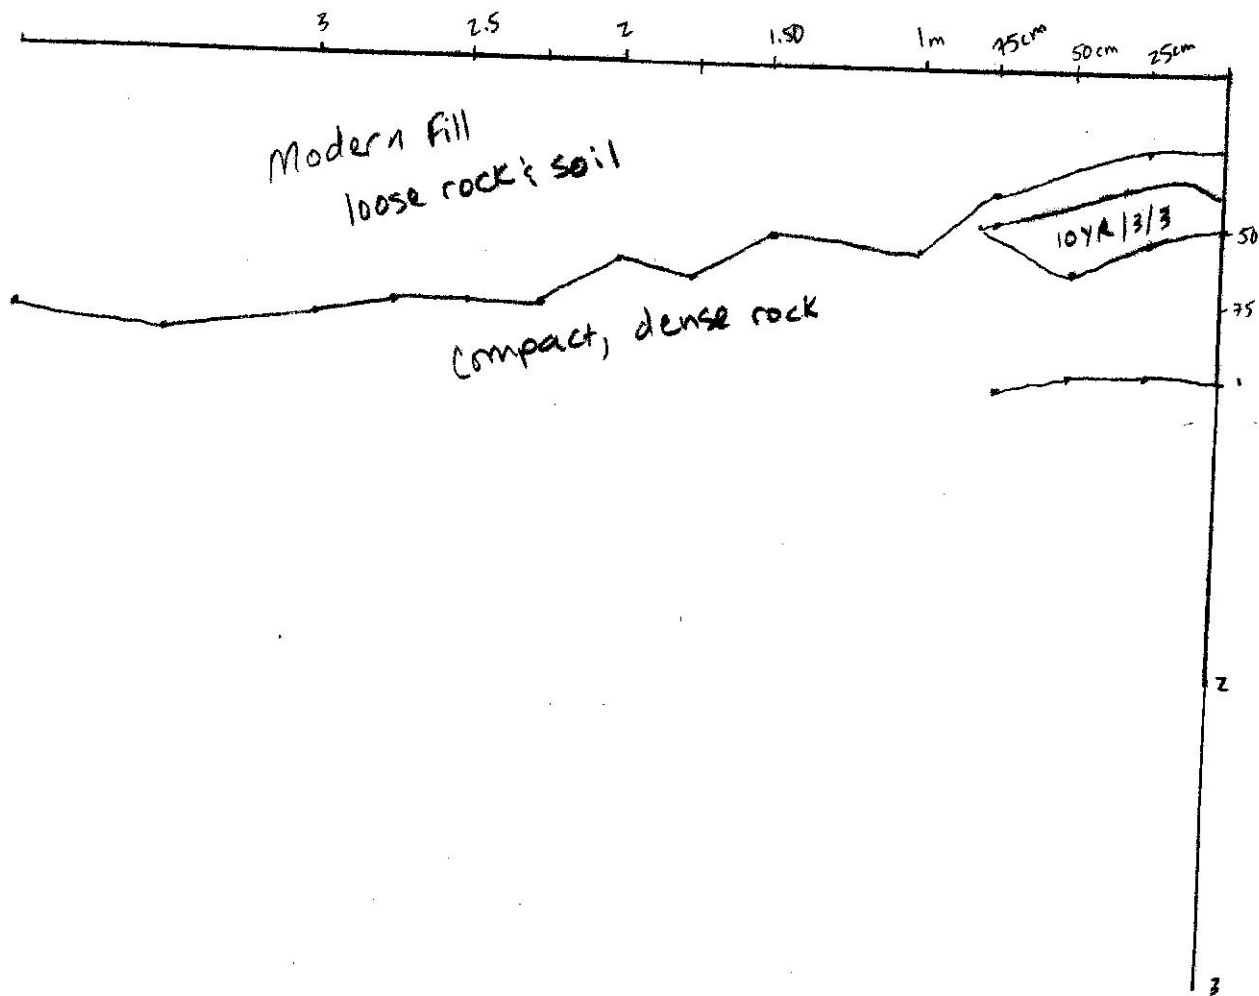 3 2.5 2 1.50 1m 75cm 50cm 25cm
Modern Fill
loose rock & soil
10YR/3/3
50
75
compact, dense rock
1
2
3